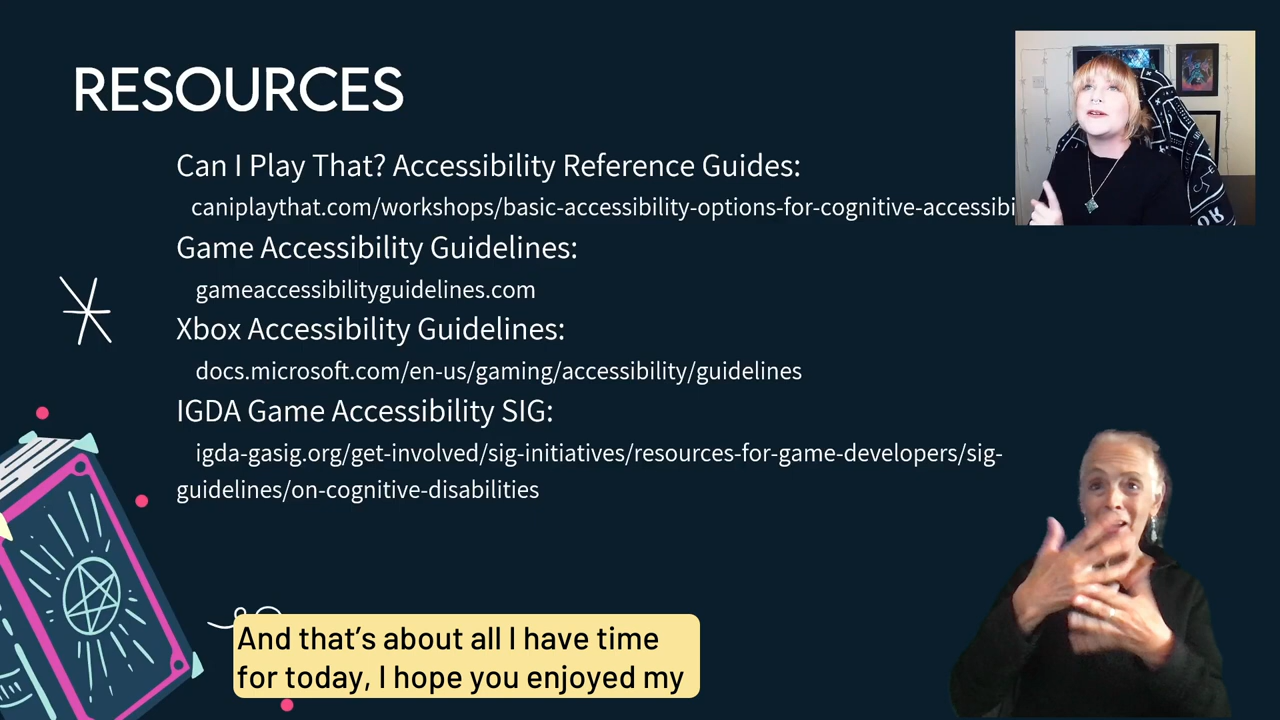 RESOURCES
Can I Play That? Accessibility Reference Guides:
caniplaythat.com/workshops/basic-accessibility-options-for-cognitive-accessibi
Game Accessibility Guidelines:
gameaccessibilityguidelines.com
Xbox Accessibility Guidelines:
docs.microsoft.com/en-us/gaming/accessibility/guidelines
IGDA Game Accessibility SIG:
igda-gasig.org/get-involved/sig-initiatives/resources-for-game-developers/sig-
guidelines/on-cognitive-disabilities
And that’s about all I have time
for today, I hope you enjoyed my